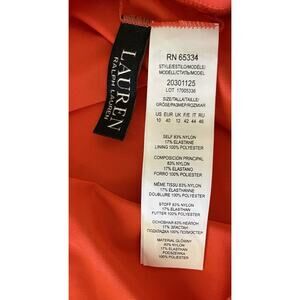 LAUREN
RALPH LAUREN
RN 65334
STYLE/ESTILO/MODÈLE/
MODELL/СТИЛЬ/MODEL
20301125
LOT 17005336
SIZE/TALLA/TAILLE/
GRÖßE/РАЗМЕР/ROZMIAR
US EUR UK F/E IT RU
10 40 12 42 44 46
SELF 83% NYLON
17% ELASTANE
LINING 100% POLYESTER
COMPOSICIÓN PRINCIPAL
83% NYLON
17% ELASTANO
FORRO 100% POLYESTER
MÊME TISSU 83% NYLON
17% ÉLASTHANNE
DOUBLURE 100% POLYESTER
STOFF 83% NYLON
17% ELASTHAN
FUTTER 100% POLYESTER
ОСНОВНАЯ 83% НЕЙЛОН
17% ЭЛАСТАН
ПОДКЛАДКА 100% ПОЛИЭСТЕР
MATERIAŁ GŁÓWNY
83% NYLON
17% ELASTAN
PODSZEWKA
100% POLIESTER